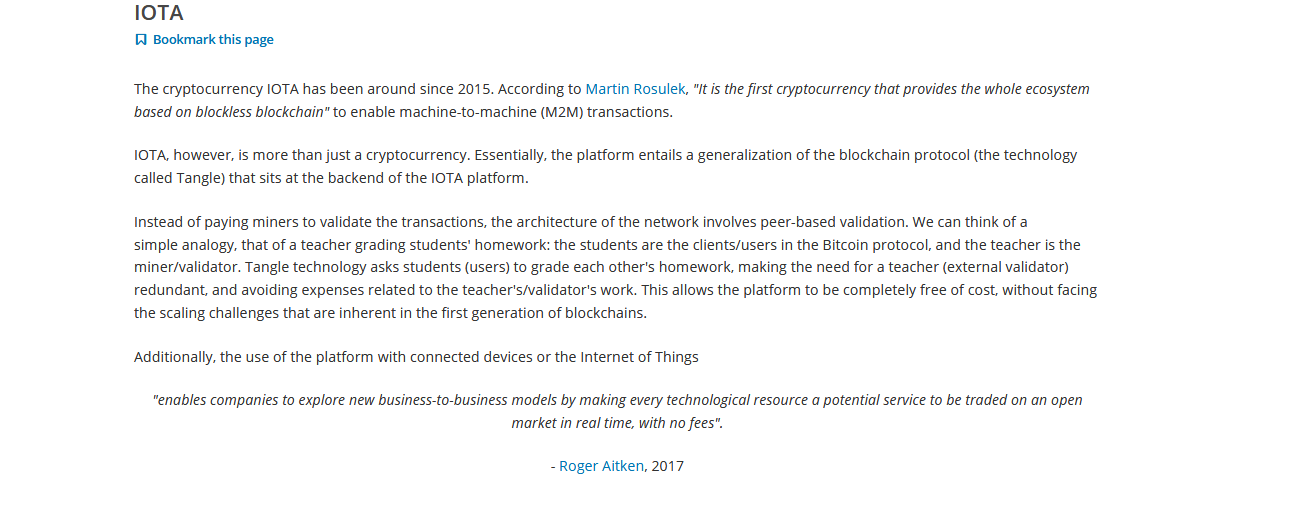 IOTA
Bookmark this page
The cryptocurrency IOTA has been around since 2015. According to Martin Rosulek, "It is the first cryptocurrency that provides the whole ecosystem
based on blockless blockchain" to enable machine-to-machine (M2M) transactions.
IOTA, however, is more than just a cryptocurrency. Essentially, the platform entails a generalization of the blockchain protocol (the technology
called Tangle) that sits at the backend of the IOTA platform.
Instead of paying miners to validate the transactions, the architecture of the network involves peer-based validation. We can think of a
simple analogy, that of a teacher grading students' homework: the students are the clients/users in the Bitcoin protocol, and the teacher is the
miner/validator. Tangle technology asks students (users) to grade each other's homework, making the need for a teacher (external validator)
redundant, and avoiding expenses related to the teacher's/validator's work. This allows the platform to be completely free of cost, without facing
the scaling challenges that are inherent in the first generation of blockchains.
Additionally, the use of the platform with connected devices or the Internet of Things
"enables companies to explore new business-to-business models by making every technological resource a potential service to be traded on an open
market in real time, with no fees".
- Roger Aitken, 2017